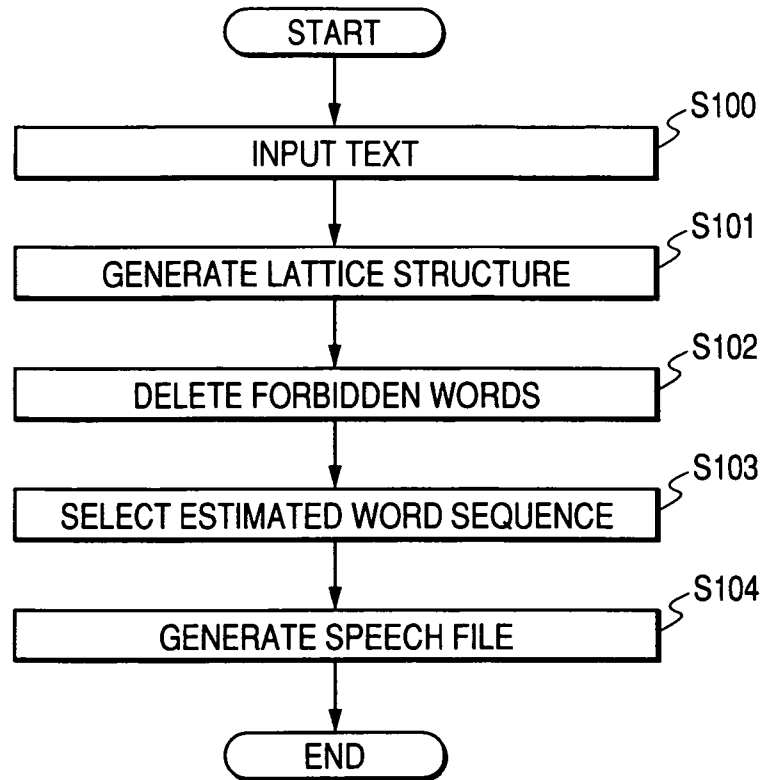 START
S100
INPUT TEXT
S101
GENERATE LATTICE STRUCTURE
S102
DELETE FORBIDDEN WORDS
S103
SELECT ESTIMATED WORD SEQUENCE
S104
GENERATE SPEECH FILE
END